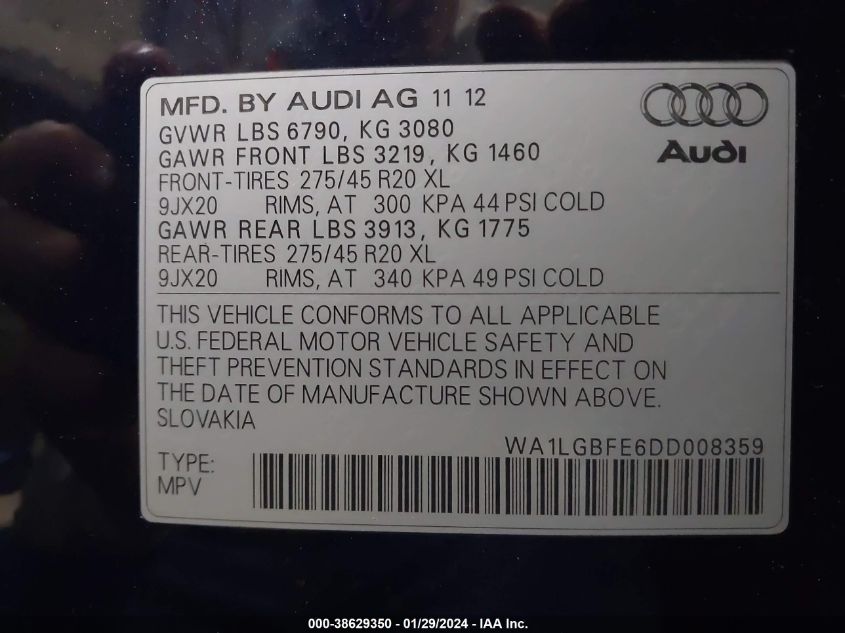 MFD. BY AUDI AG 11 12
Audi
GVWR LBS 6790, KG 3080
GAWR FRONT LBS 3219, KG 1460
FRONT-TIRES 275/45 R20 XL
9JX20 RIMS, AT 300 KPA 44 PSI COLD
GAWR REAR LBS 3913, KG 1775
REAR-TIRES 275/45 R20 XL
9JX20 RIMS, AT 340 KPA 49 PSI COLD
THIS VEHICLE CONFORMS TO ALL APPLICABLE
U.S. FEDERAL MOTOR VEHICLE SAFETY AND
THEFT PREVENTION STANDARDS IN EFFECT ON
THE DATE OF MANUFACTURE SHOWN ABOVE.
SLOVAKIA
WA1LGBFE6DD008359
TYPE:
MPV
000-38629350 - 01/29/2024 - IAA Inc.